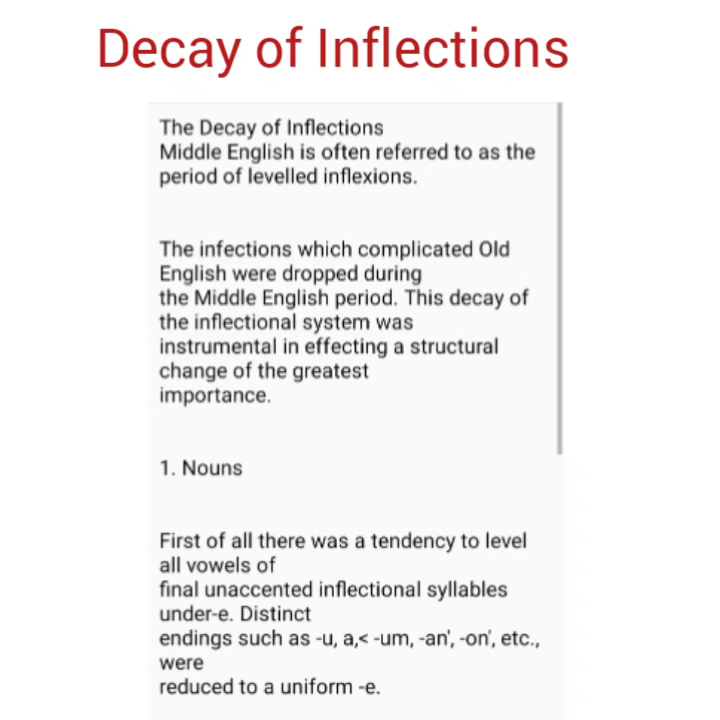 Decay of Inflections
The Decay of Inflections
Middle English is often referred to as the
period of levelled inflexions.
The infections which complicated Old
English were dropped during
the Middle English period. This decay of
the inflectional system was
instrumental in effecting a structural
change of the greatest
importance.
1. Nouns
First of all there was a tendency to level
all vowels of
final unaccented inflectional syllables
under-e. Distinct
endings such as -u, a,< -um, -an', -on', etc.,
were
reduced to a uniform -e.